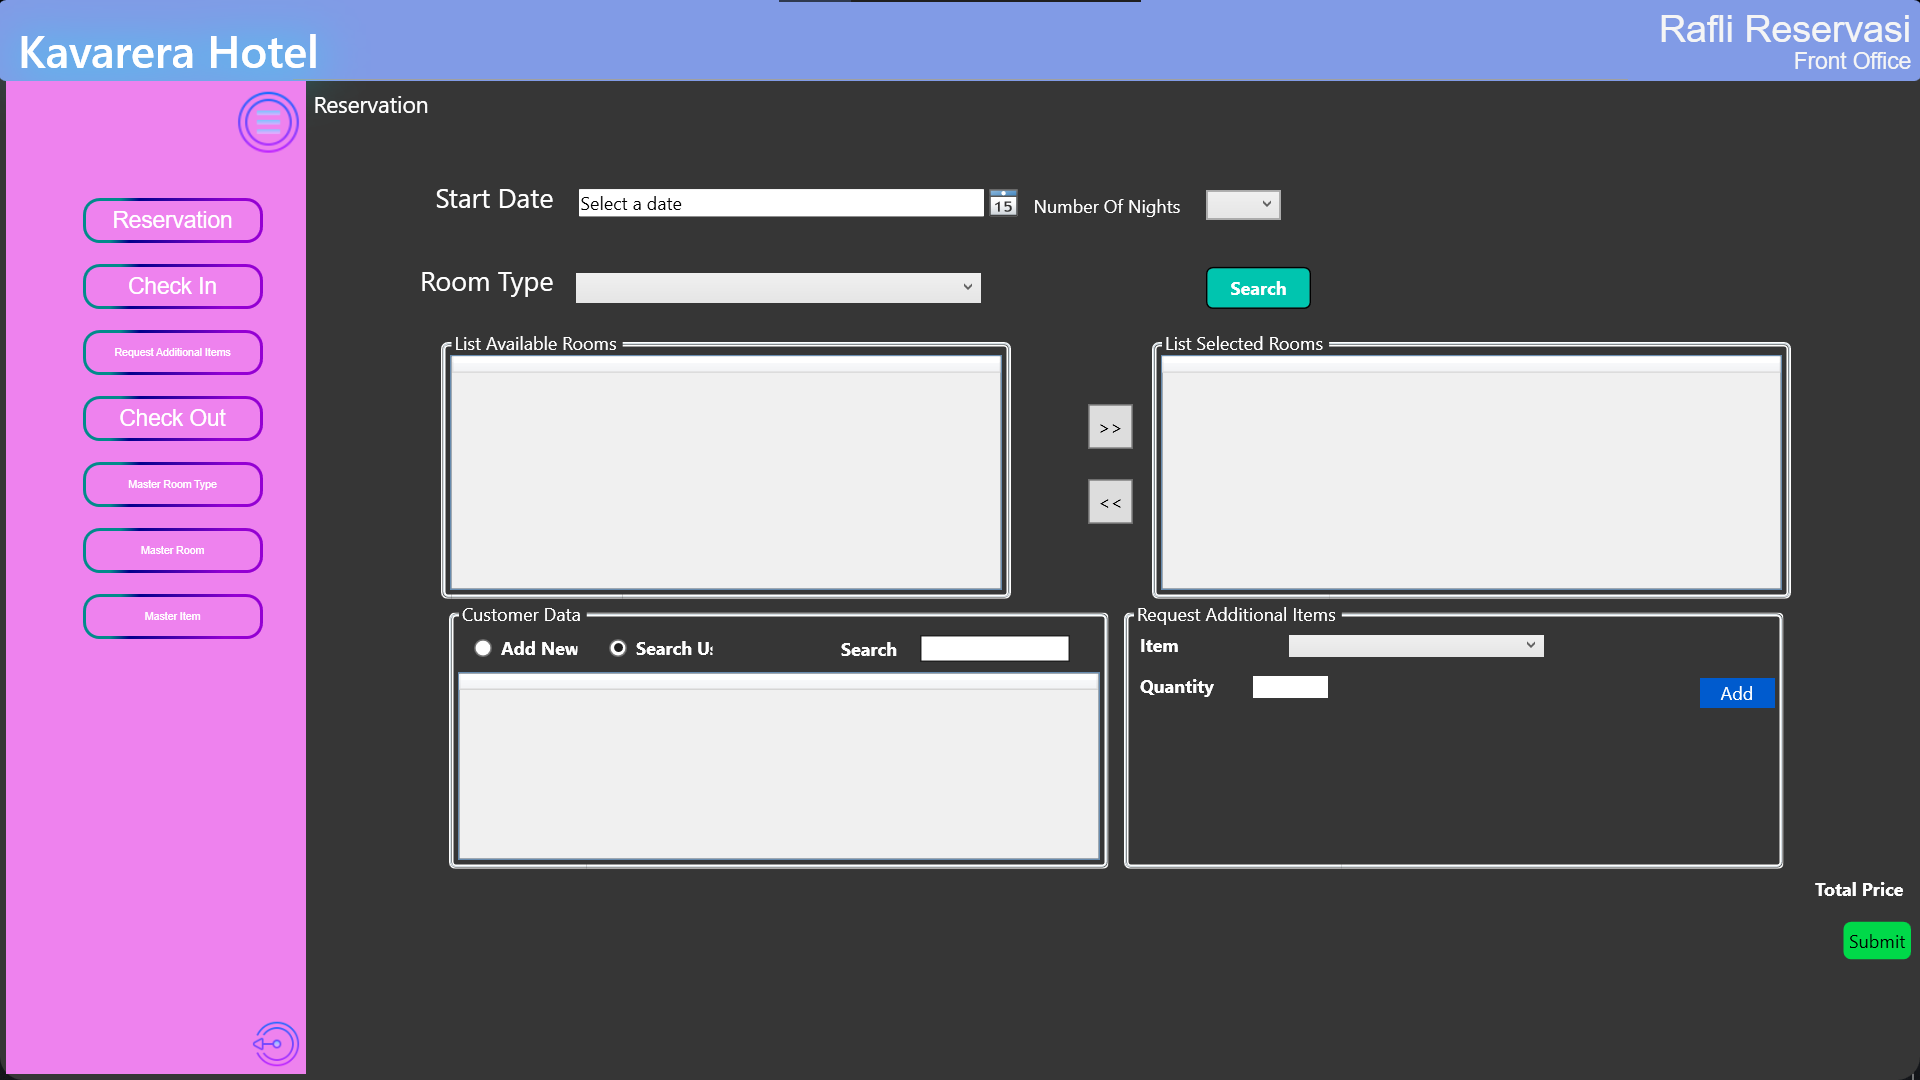 Kavarera Hotel
Rafli Reservasi
Front Office
Reservation
Check In
Request Additional Items
Check Out
Master Room Type
Master Room
Master Item
Reservation
Start Date
Select a date
15
Number Of Nights
Room Type
Search
List Available Rooms
>>
<<
List Selected Rooms
Customer Data
Add New
Search Us
Search
Request Additional Items
Item
Quantity
Add
Total Price
Submit